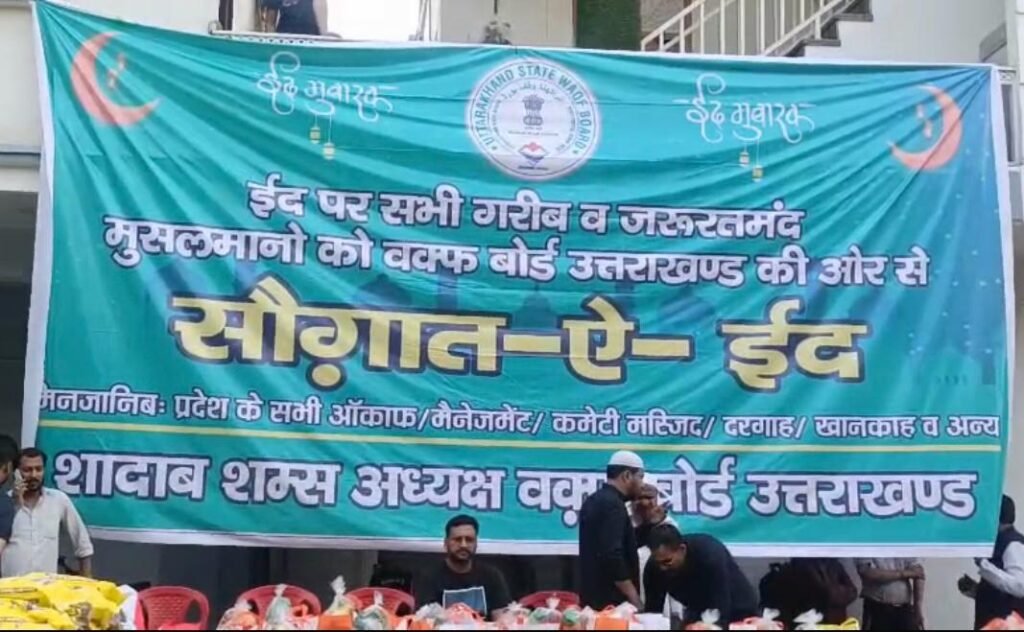 ईद मुबारक
UTTARAKHAND STATE WAQF BOARD
ईद मुबारक
ईद पर सभी गरीब व जरूरतमंद
मुसलमानो को वक्फ बोर्ड उत्तराखण्ड की ओर से
सौग़ात-ऐ- ईद
मिनजानिबः प्रदेश के सभी ऑकाफ/मैनेजमेंट/ कमेटी मस्जिद/ दरगाह/ खानकाह व अन्य
शादाब शम्स अध्यक्ष वक्फ बोर्ड उत्तराखण्ड